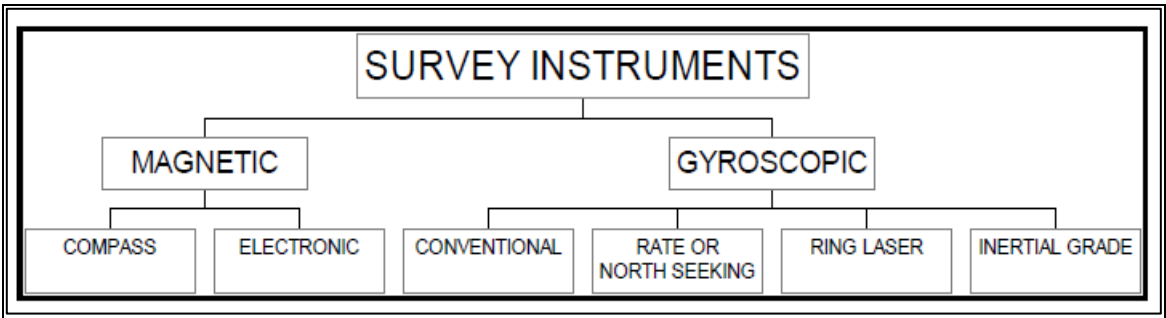 SURVEY INSTRUMENTS
MAGNETIC
GYROSCOPIC
COMPASS
ELECTRONIC
CONVENTIONAL
RATE OR
NORTH SEEKING
RING LASER
INERTIAL GRADE